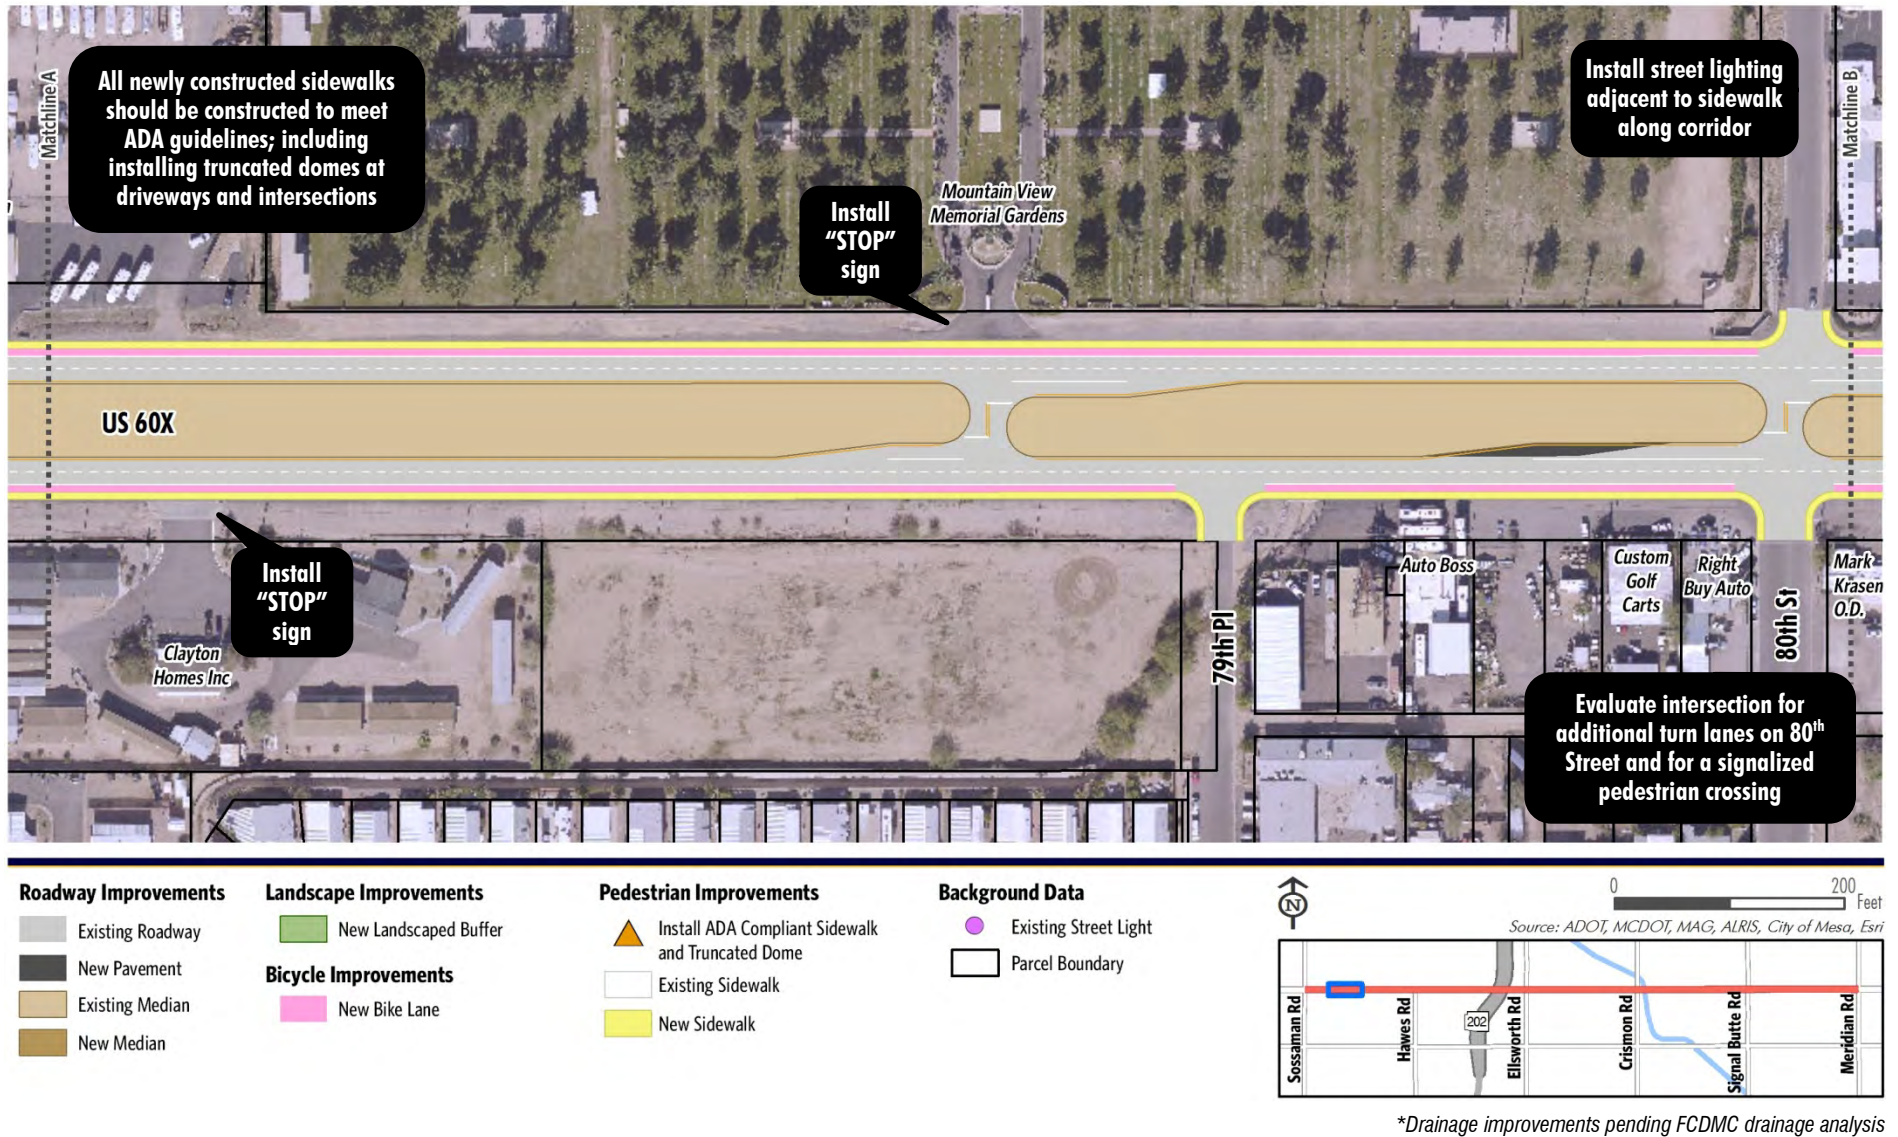 Matchline A
All newly constructed sidewalks
should be constructed to meet
ADA guidelines; including
installing truncated domes at
driveways and intersections
Install
“STOP”
sign
Mountain View
Memorial Gardens
Install street lighting
adjacent to sidewalk
along corridor
Matchline B
US 60X
Install
“STOP”
sign
Clayton
Homes Inc
79th Pl
Auto Boss
Custom
Golf
Carts
Right
Buy Auto
80th St
Mark
Krasen
O.D.
Evaluate intersection for
additional turn lanes on 80th
Street and for a signalized
pedestrian crossing
Roadway Improvements
Existing Roadway
New Pavement
Existing Median
New Median
Landscape Improvements
New Landscaped Buffer
Bicycle Improvements
New Bike Lane
Pedestrian Improvements
Install ADA Compliant Sidewalk
and Truncated Dome
Existing Sidewalk
New Sidewalk
Background Data
Existing Street Light
Parcel Boundary
N
0 200
Feet
Source: ADOT, MCDOT, MAG, ALRIS, City of Mesa, Esri
Sossaman Rd
Hawes Rd
202
Ellsworth Rd
Crismon Rd
Signal Butte Rd
Meridian Rd
*Drainage improvements pending FCDMC drainage analysis